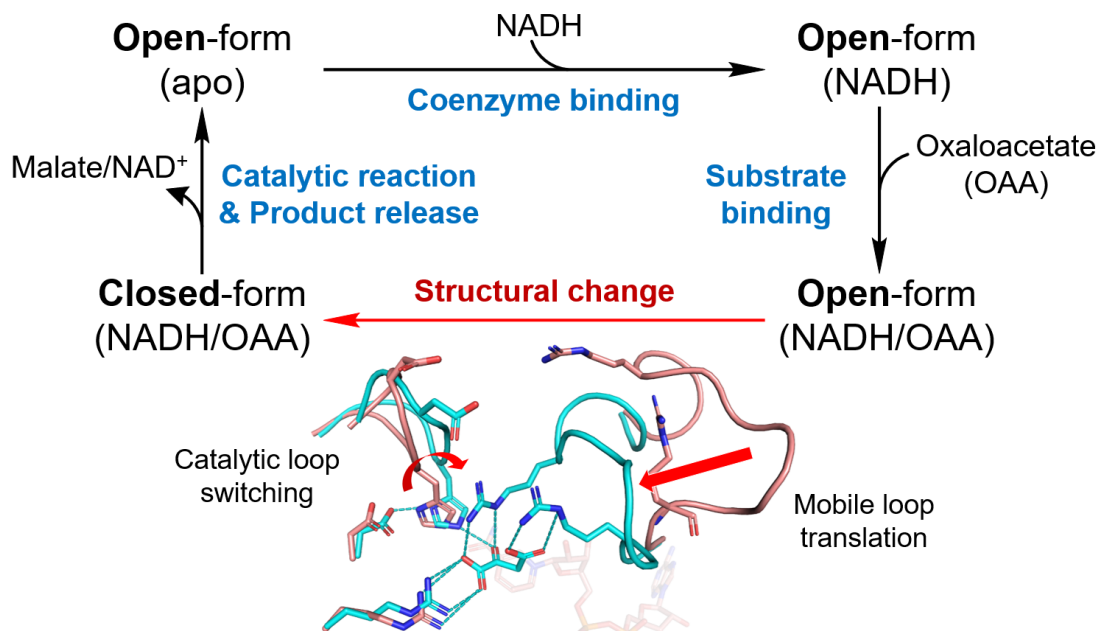 Open-form
(apo)
NADH
Coenzyme binding
Open-form
(NADH)
Malate/NAD⁺
Catalytic reaction
& Product release
Substrate
binding
Oxaloacetate
(OAA)
Closed-form
(NADH/OAA)
Structural change
Open-form
(NADH/OAA)
Catalytic loop
switching
Mobile loop
translation